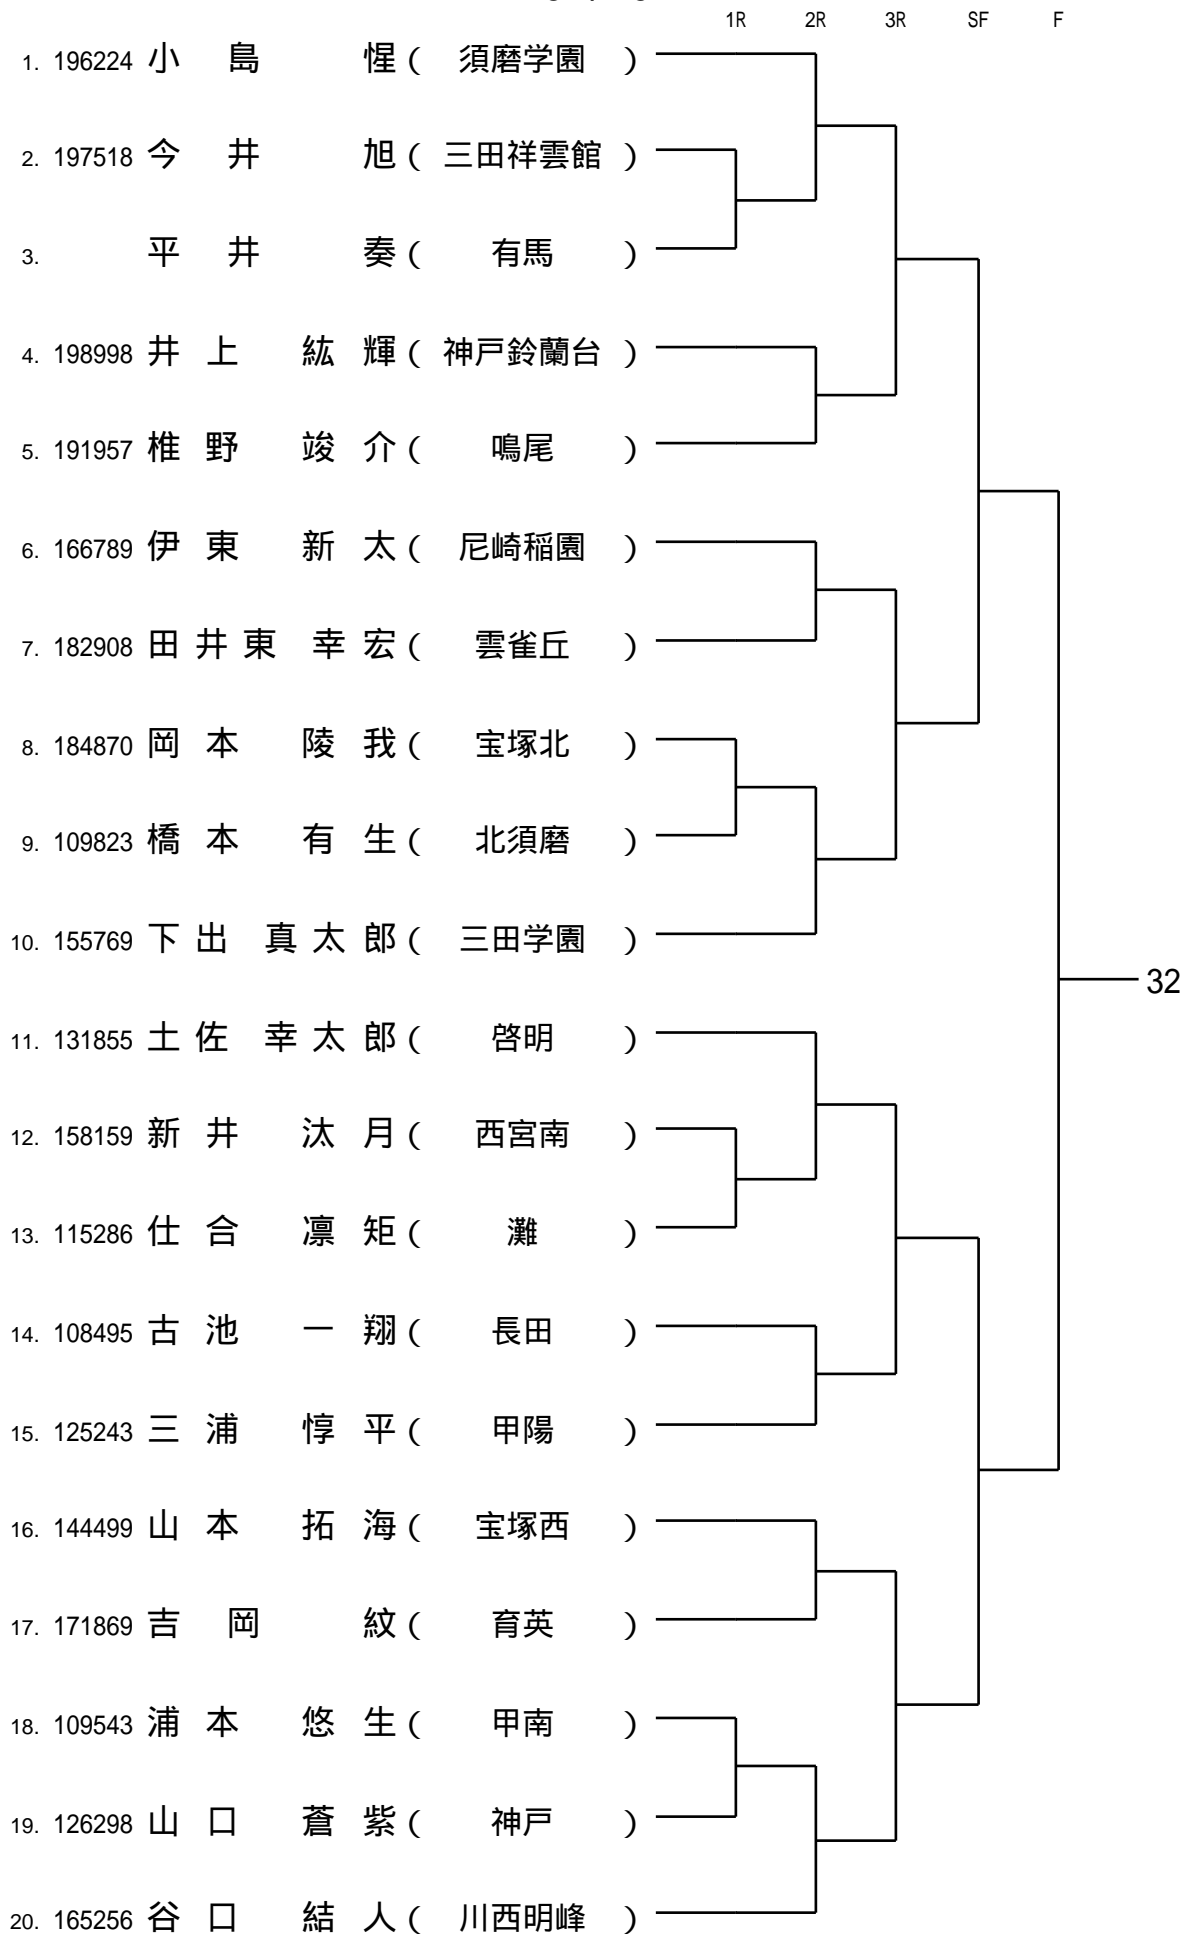 1R 2R 3R SF F
1. 196224 小島 惺 ( 須磨学園 )
2. 197518 今井 旭 ( 三田祥雲館 )
3. 平井 奏 ( 有馬 )
4. 198998 井上 紘輝 ( 神戸鈴蘭台 )
5. 191957 椎野 竣介 ( 鳴尾 )
6. 166789 伊東 新太 ( 尼崎稲園 )
7. 182908 田井東 幸宏 ( 雲雀丘 )
8. 184870 岡本 陵我 ( 宝塚北 )
9. 109823 橋本 有生 ( 北須磨 )
10. 155769 下出 真太郎 ( 三田学園 )
32
11. 131855 土佐 幸太郎 ( 啓明 )
12. 158159 新井 汰月 ( 西宮南 )
13. 115286 仕合 凛矩 ( 灘 )
14. 108495 古池 一翔 ( 長田 )
15. 125243 三浦 惇平 ( 甲陽 )
16. 144499 山本 拓海 ( 宝塚西 )
17. 171869 吉岡 紋 ( 育英 )
18. 109543 浦本 悠生 ( 甲南 )
19. 126298 山口 蒼紫 ( 神戸 )
20. 165256 谷口 結人 ( 川西明峰 )